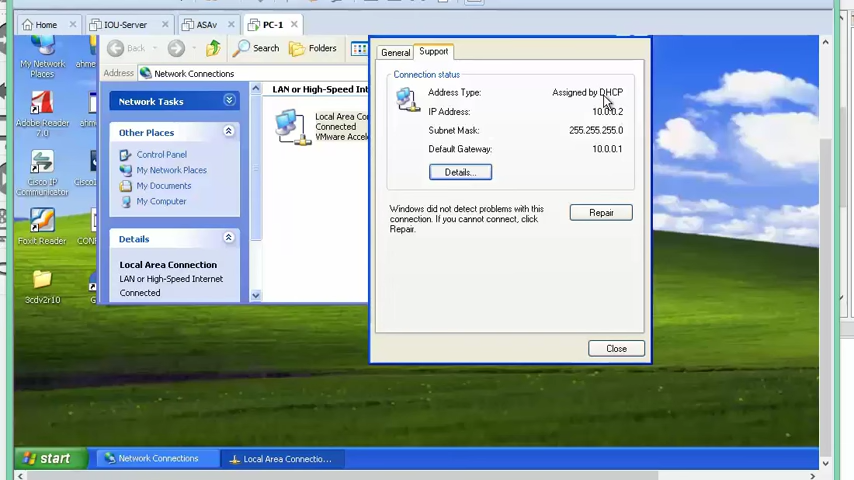 Home
IOU-Server
ASAv
PC-1
My Network
Places
ahme
Adobe Reader
7.0
Cisco IP
Communicator
Foxit Reader
3cdv2r10
Back
Search
Folders
Address
Network Connections
Network Tasks
Other Places
Control Panel
My Network Places
My Documents
My Computer
Details
Local Area Connection
LAN or High-Speed Internet
Connected
LAN or High-Speed Inte
Local Area Co
Connected
VMware Accele
General
Support
Connection status
Address Type:
Assigned by DHCP
IP Address:
10.0.0.2
Subnet Mask:
255.255.255.0
Default Gateway:
10.0.0.1
Details...
Windows did not detect problems with this
connection. If you cannot connect, click
Repair.
Repair
Close
start
Network Connections
Local Area Connectio...